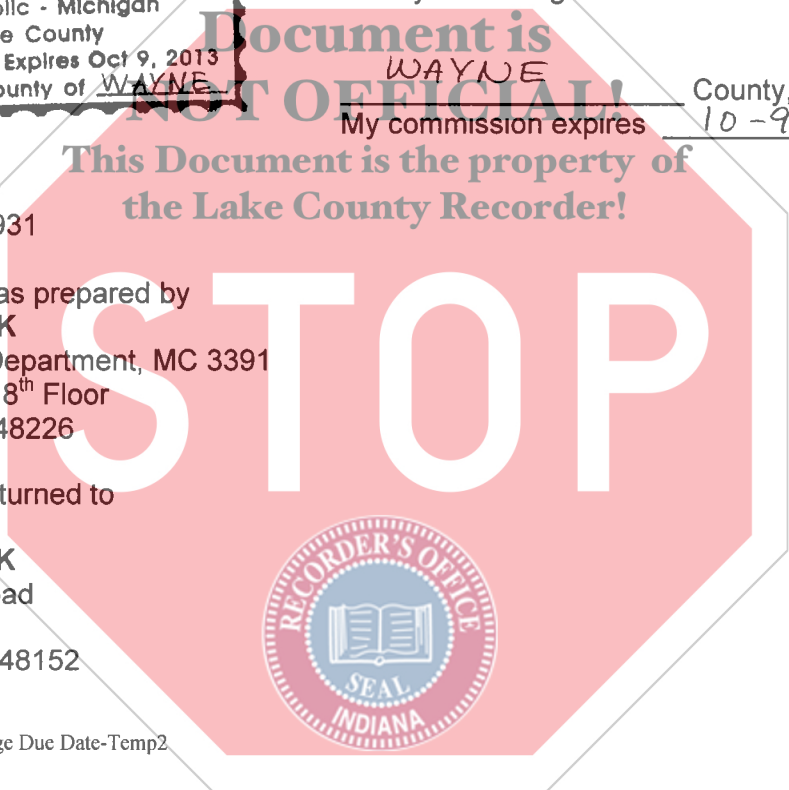 blic - Michigan
e County
Expires Oct 9, 2013
ounty of WAYNE
Document is
NOT OFFICIAL!
This Document is the property of
the Lake County Recorder!
WAYNE
County,
My commission expires 10-9
931
as prepared by
K
Department, MC 3391
8th Floor
48226
turned to
K
ad
48152
ge Due Date-Temp2
STOP
RECORDER'S OFFICE
SEAL
INDIANA